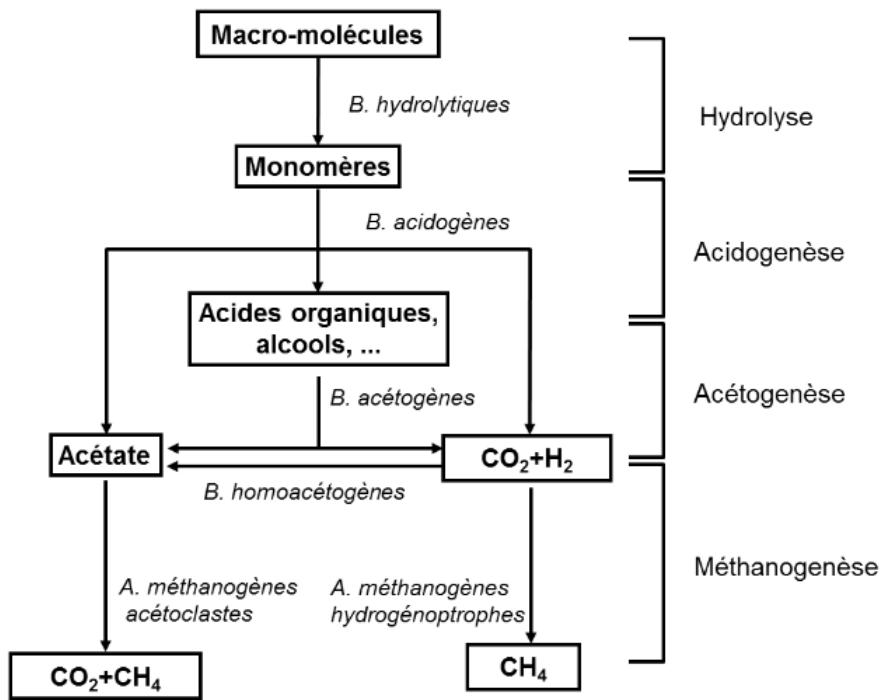 Macro-molécules
B. hydrolytiques
Hydrolyse
Monomères
B. acidogènes
Acidogenèse
Acides organiques,
alcools, ...
B. acétogènes
Acétogenèse
Acétate
CO₂+H₂
B. homoacétogènes
Méthanogenèse
A. méthanogènes
acétoclastes
A. méthanogènes
hydrogénoptrophes
CO₂+CH₄
CH₄